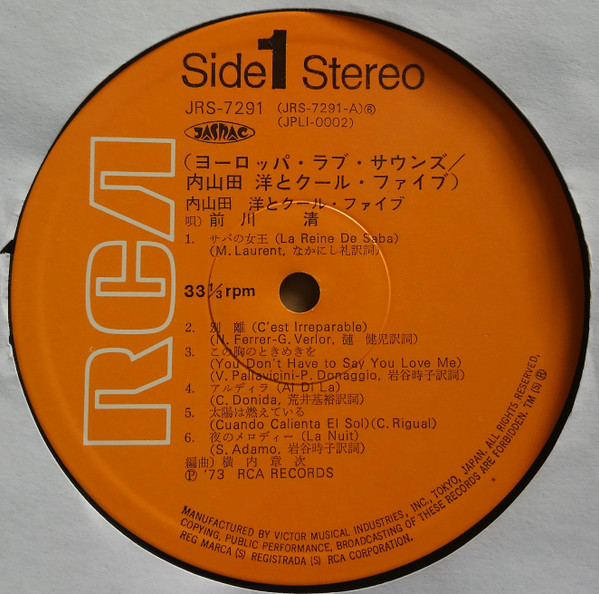 Side 1 Stereo
JRS-7291 (JRS-7291-A)⑥
(JPLI-0002)
JASRAC
RCA
(ヨーロッパ・ラブ・サウンズ/
内山田 洋とクール・ファイブ)
内山田 洋とクール・ファイブ
唄) 前川 清
1. サバの女王 (La Reine De Saba)
(M. Laurent, なかにし礼訳詞)
33 1/3 rpm
2. 別離 (C'est Irreparable)
(N. Ferrer-G. Verlor, 漣 健児訳詞)
3. この胸のときめきを
(You Don't Have to Say You Love Me)
(V. Pallavicini-P. Donaggio, 岩谷時子訳詞)
4. アルディラ (Al Di La)
(C. Donida, 荒井基裕訳詞)
5. 太陽は燃えている
(Cuando Calienta El Sol) (C. Rigual)
6. 夜のメロディー (La Nuit)
(S. Adamo, 岩谷時子訳詞)
編曲) 横内章次
Ⓟ '73 RCA RECORDS
MANUFACTURED BY VICTOR MUSICAL INDUSTRIES, INC., TOKYO, JAPAN. ALL RIGHTS RESERVED.
COPYING, PUBLIC PERFORMANCE, BROADCASTING OF THESE RECORDS ARE FORBIDDEN. TM (S) Ⓡ
REG MARCA (S) REGISTRADA (S) RCA CORPORATION.